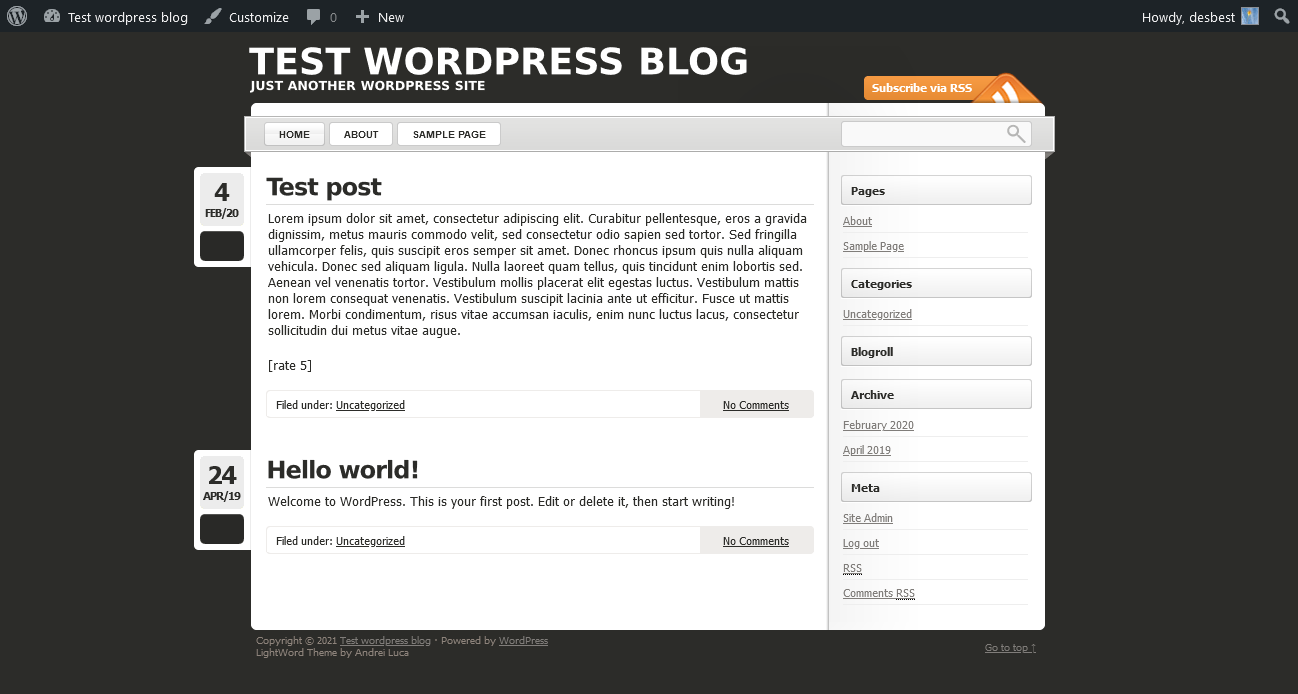 Test wordpress blog Customize 0 New Howdy, desbest
TEST WORDPRESS BLOG
JUST ANOTHER WORDPRESS SITE
Subscribe via RSS
HOME ABOUT SAMPLE PAGE
4
FEB/20
Test post
Lorem ipsum dolor sit amet, consectetur adipiscing elit. Curabitur pellentesque, eros a gravida
dignissim, metus mauris commodo velit, sed consectetur odio sapien sed tortor. Sed fringilla
ullamcorper felis, quis suscipit eros semper sit amet. Donec rhoncus ipsum quis nulla aliquam
vehicula. Donec sed aliquam ligula. Nulla laoreet quam tellus, quis tincidunt enim lobortis sed.
Aenean vel venenatis tortor. Vestibulum mollis placerat elit egestas luctus. Vestibulum mattis
non lorem consequat venenatis. Vestibulum suscipit lacinia ante ut efficitur. Fusce ut mattis
lorem. Morbi condimentum, risus vitae accumsan iaculis, enim nunc luctus lacus, consectetur
sollicitudin dui metus vitae augue.
[rate 5]
Filed under: Uncategorized No Comments
24
APR/19
Hello world!
Welcome to WordPress. This is your first post. Edit or delete it, then start writing!
Filed under: Uncategorized No Comments
Pages
About
Sample Page
Categories
Uncategorized
Blogroll
Archive
February 2020
April 2019
Meta
Site Admin
Log out
RSS
Comments RSS
Copyright © 2021 Test wordpress blog · Powered by WordPress
LightWord Theme by Andrei Luca
Go to top ↑